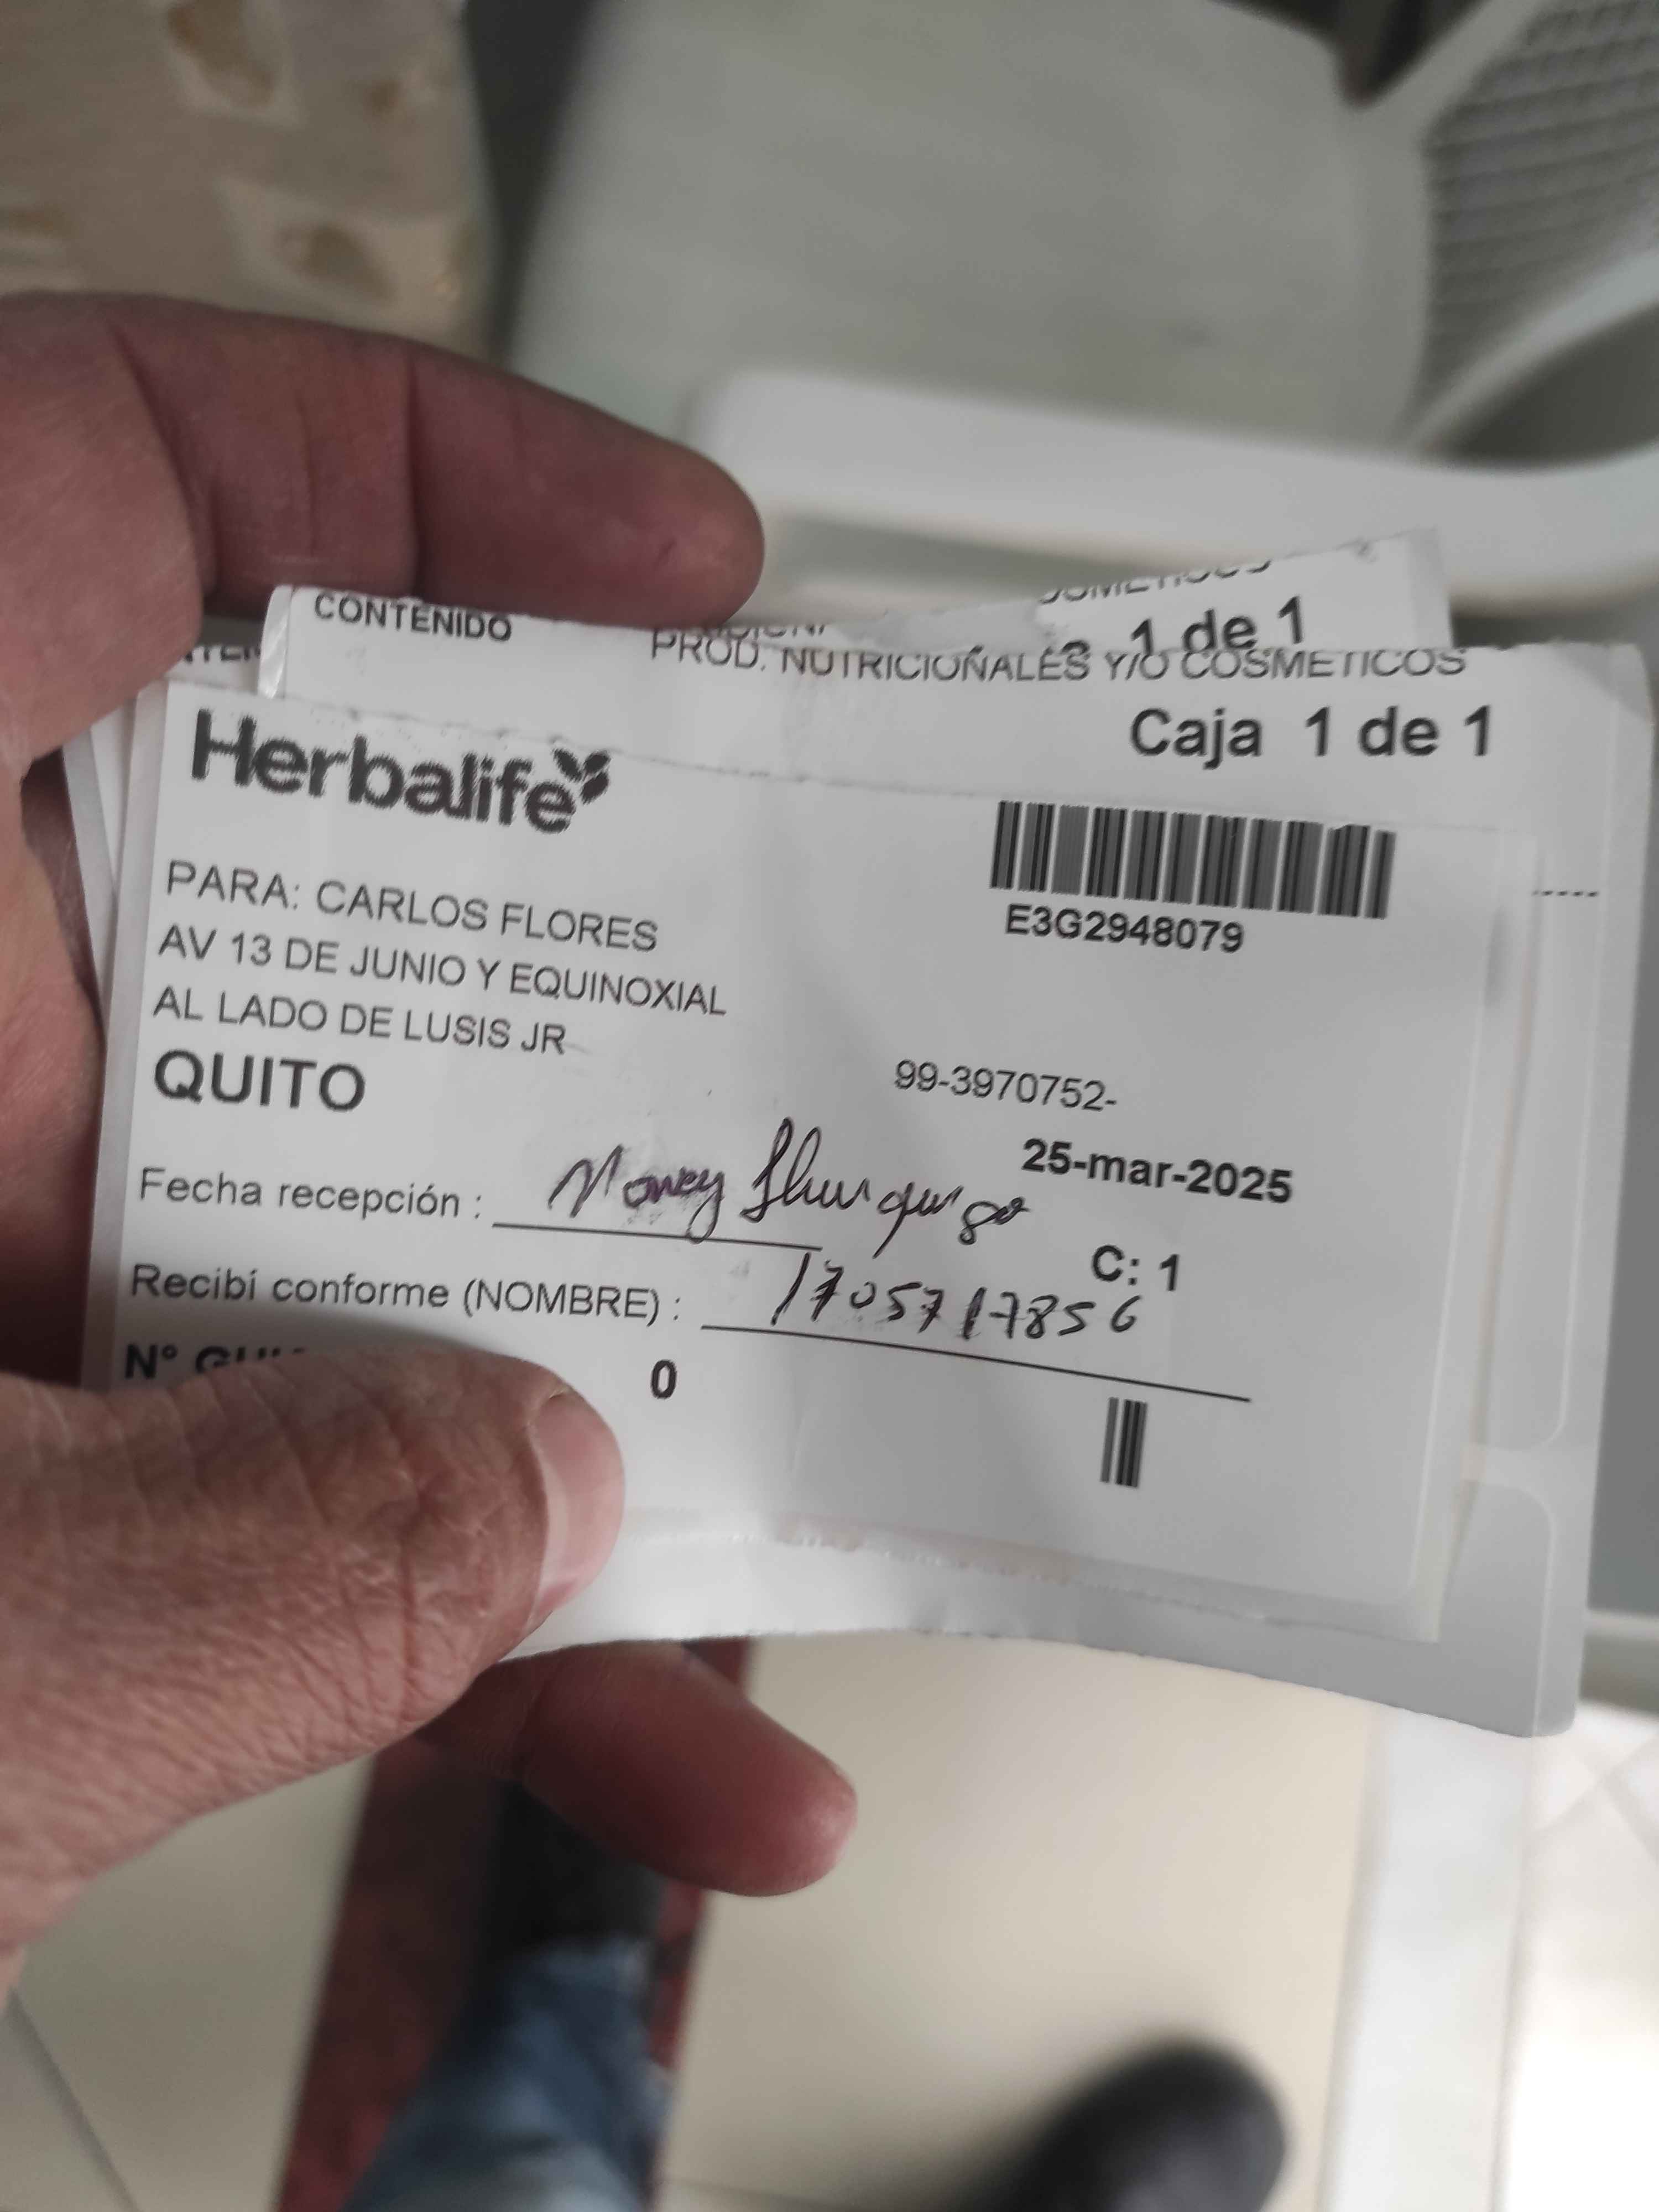 CONTENIDO
1 de 1
PROD. NUTRICIONALES Y/O COSMETICOS
Caja 1 de 1
Herbalife
E3G2948079
PARA: CARLOS FLORES
AV 13 DE JUNIO Y EQUINOXIAL
AL LADO DE LUSIS JR
QUITO
99-3970752-
25-mar-2025
Fecha recepción :
C: 1
Recibí conforme (NOMBRE) : 1705717856
N°
0